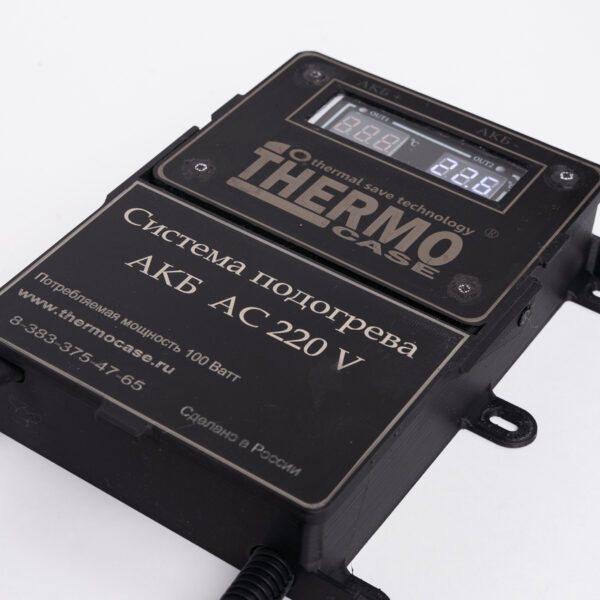 АКБ +
АКБ -
OUT1
°C
OUT2
22.6
thermal save technology
THERMO
®
CASE
Система подогрева
АКБ AC 220 V
Потребляемая мощность 100 Ватт
www.thermocase.ru
8-383-375-47-65
Сделано в России